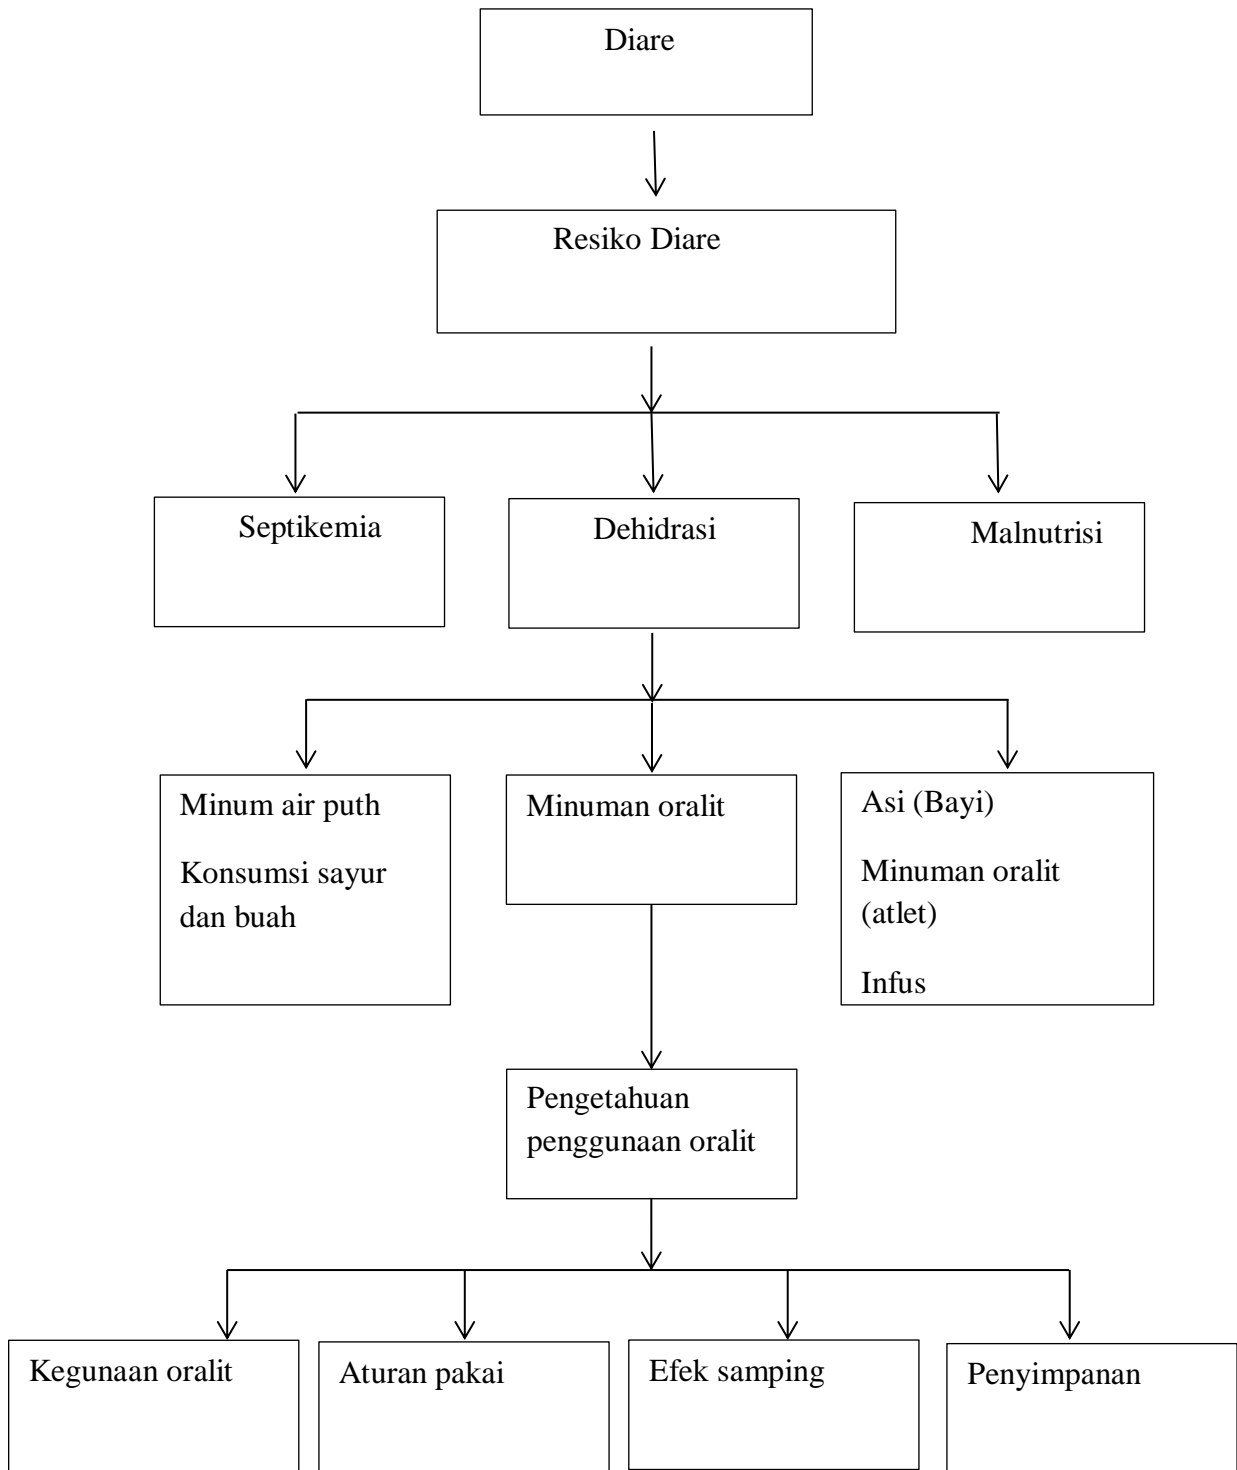 Diare
Resiko Diare
Septikemia
Dehidrasi
Malnutrisi
Minum air puth
Konsumsi sayur
dan buah
Minuman oralit
Asi (Bayi)
Minuman oralit
(atlet)
Infus
Pengetahuan
penggunaan oralit
Kegunaan oralit
Aturan pakai
Efek samping
Penyimpanan